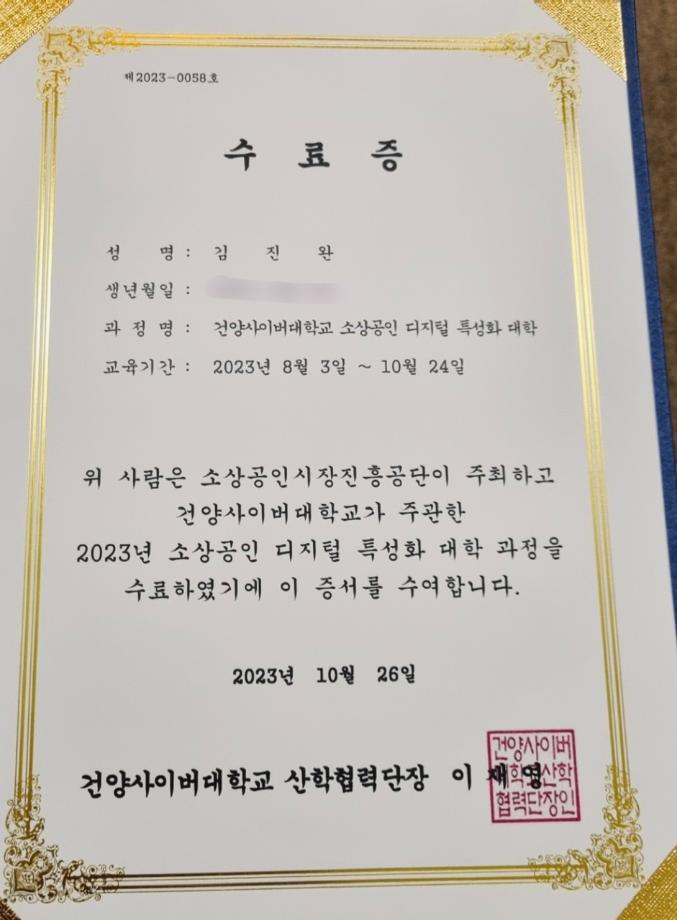 제2023-0058호
수 료 증
성 명 : 김 진 완
생년월일 :
과 정 명 : 건양사이버대학교 소상공인 디지털 특성화 대학
교육기간 : 2023년 8월 3일 ~ 10월 24일
위 사람은 소상공인시장진흥공단이 주최하고
건양사이버대학교가 주관한
2023년 소상공인 디지털 특성화 대학 과정을
수료하였기에 이 증서를 수여합니다.
2023년 10월 26일
건양사이버대학교 산학협력단장 이 재 영
건양사이버
대학교산학
협력단장인